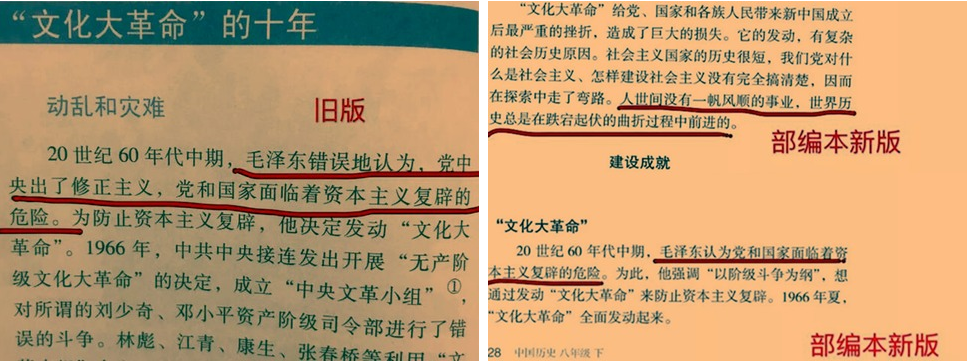 “文化大革命”的十年
动乱和灾难
旧版
20 世纪 60 年代中期，毛泽东错误地认为，党中
央出了修正主义，党和国家面临着资本主义复辟的
危险。为防止资本主义复辟，他决定发动“文化大
革命”。1966 年，中共中央接连发出开展“无产阶
级文化大革命”的决定，成立“中央文革小组”①，
对所谓的刘少奇、邓小平资产阶级司令部进行了错
误的斗争。林彪、江青、康生、张春桥等利用“文
“文化大革命”给党、国家和各族人民带来新中国成立
后最严重的挫折，造成了巨大的损失。它的发动，有复杂
的社会历史原因。社会主义国家的历史很短，我们党对什
么是社会主义、怎样建设社会主义没有完全搞清楚，因而
在探索中走了弯路。人世间没有一帆风顺的事业，世界历
史总是在跌宕起伏的曲折过程中前进的。
部编本新版
建设成就
“文化大革命”
20 世纪 60 年代中期，毛泽东认为党和国家面临着资
本主义复辟的危险。为此，他强调“以阶级斗争为纲”，想
通过发动“文化大革命”来防止资本主义复辟。1966 年夏，
“文化大革命”全面发动起来。
28 中国历史 八年级 下
部编本新版